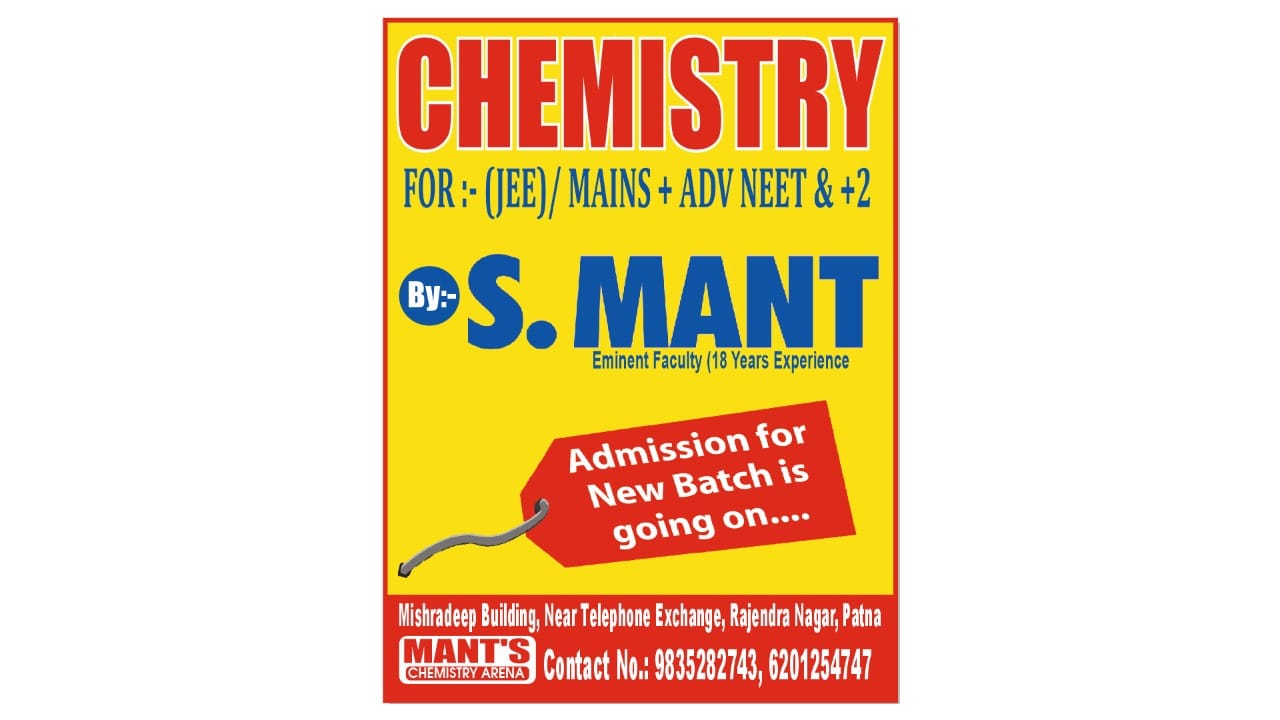 CHEMISTRY
FOR :- (JEE)/ MAINS + ADV NEET & +2
By:- S. MANT
Eminent Faculty (18 Years Experience
Admission for
New Batch is
going on....
Mishradeep Building, Near Telephone Exchange, Rajendra Nagar, Patna
MANT'S
CHEMISTRY ARENA
Contact No.: 9835282743, 6201254747